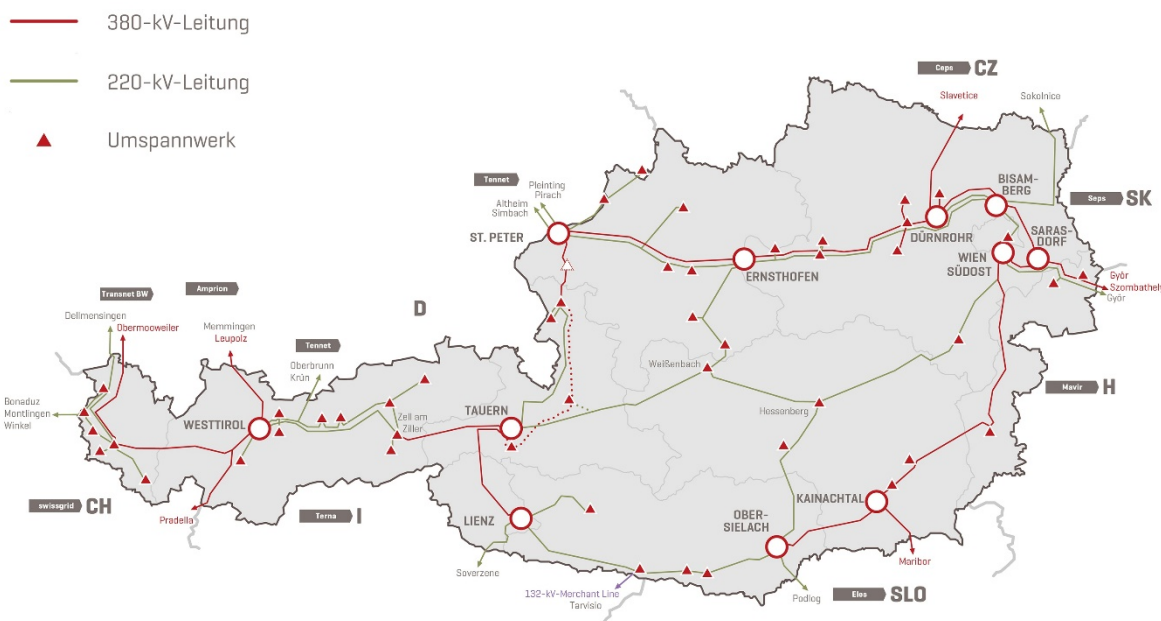 380-kV-Leitung
220-kV-Leitung
Umspannwerk
Ceps CZ
Slavetice
Sokolnice
Tennet
Pleinting
Pirach
Altheim
Simbach
ST. PETER
BISAM-
BERG
Seps SK
DÜRNROHR
SARAS-
DORF
WIEN
SÜDOST
ERNSTHOFEN
Győr
Szombathely
Győr
Transnet BW
Amprion
D
Dellmensingen
Obermooweiler
Memmingen
Leupolz
Tennet
Oberbrunn
Krün
Weißenbach
Mavir H
Bonaduz
Montlingen
Winkel
WESTTIROL
Zell am
Ziller
TAUERN
Hessenberg
swissgrid CH
Pradella
Terna I
LIENZ
OBER-
SIELACH
KAINACHTAL
Maribor
Soverzene
132-kV-Merchant Line
Tarvisio
Podlog
Eles SLO